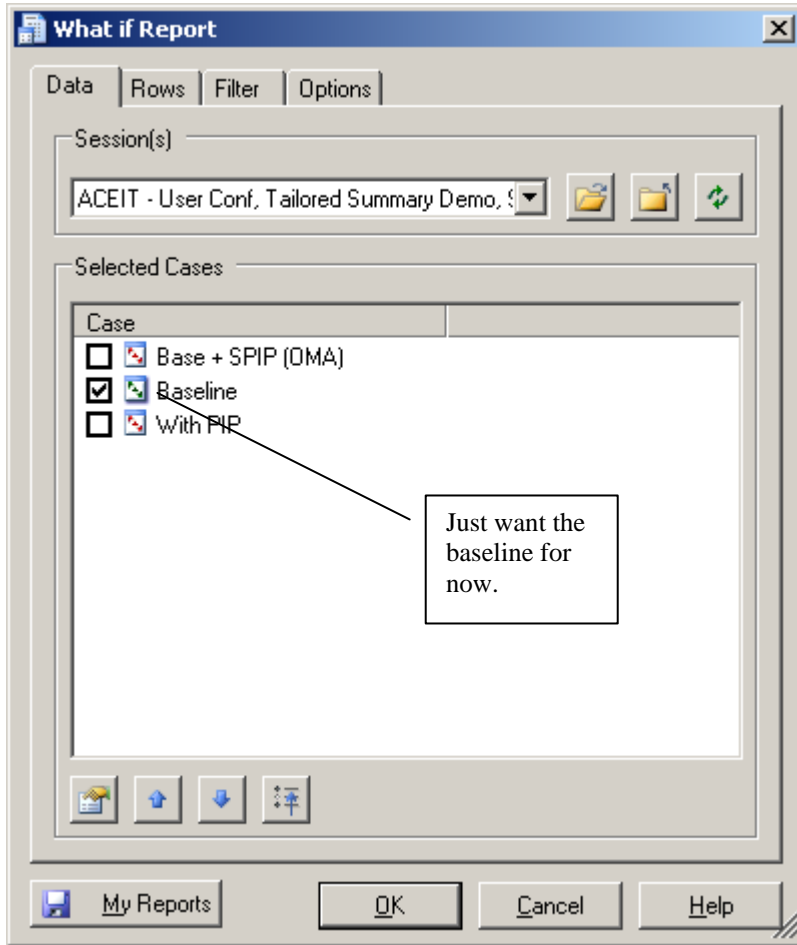 What if Report
Data Rows Filter Options
Session(s)
ACEIT - User Conf, Tailored Summary Demo,
Selected Cases
Case
Base + SPIP (OMA)
Baseline
With PIP
Just want the
baseline for
now.
My Reports OK Cancel Help